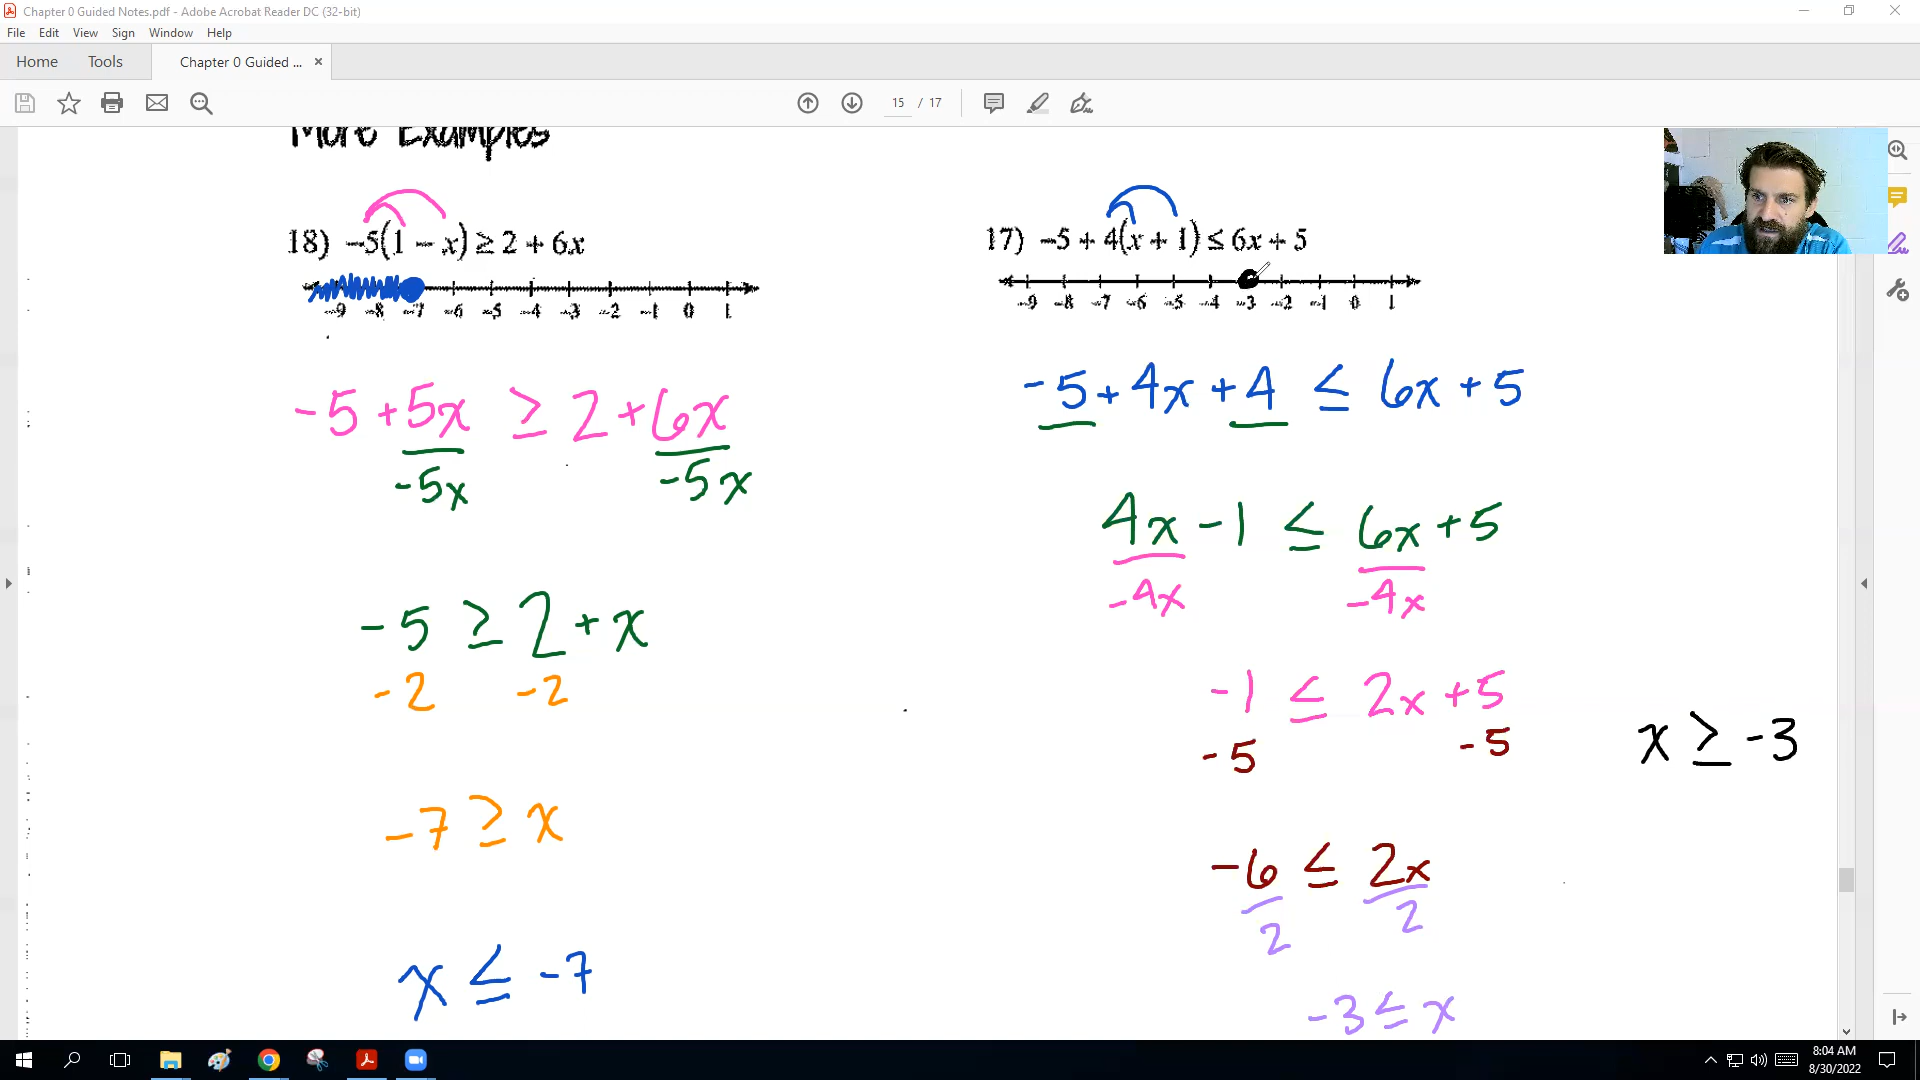 Chapter 0 Guided Notes.pdf - Adobe Acrobat Reader DC (32-bit)
File Edit View Sign Window Help
Home Tools Chapter 0 Guided ... ×
15 / 17
More Examples
18) -5(1 - x) ≥ 2 + 6x
-9 -8 -7 -6 -5 -4 -3 -2 -1 0 1
-5 +5x ≥ 2 +6x
-5x -5x
-5 ≥ 2 + x
-2 -2
-7 ≥ x
x ≤ -7
17) -5 + 4(x + 1) ≤ 6x + 5
-9 -8 -7 -6 -5 -4 -3 -2 -1 0 1
-5 + 4x + 4 ≤ 6x + 5
4x - 1 ≤ 6x + 5
-4x -4x
-1 ≤ 2x + 5
-5 -5
x ≥ -3
-6 ≤ 2x
2 2
-3 ≤ x
8:04 AM
8/30/2022